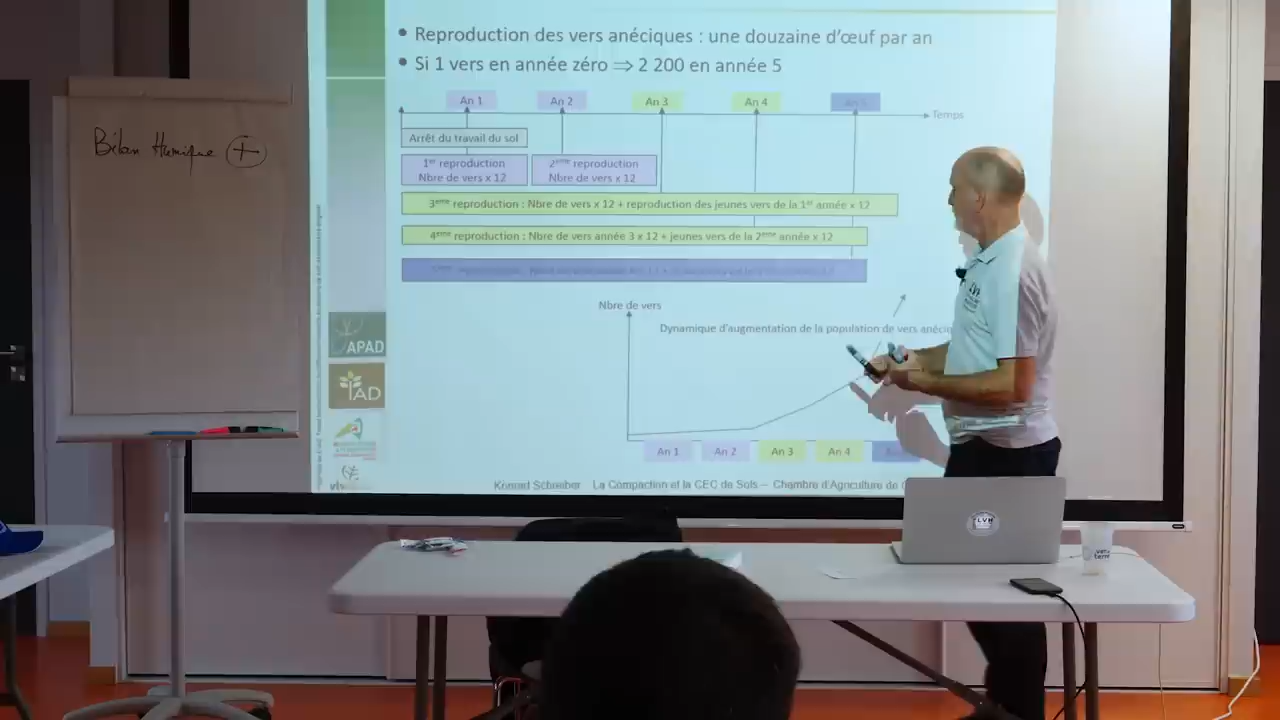 • Reproduction des vers anéciques : une douzaine d'œuf par an
• Si 1 vers en année zéro ⇒ 2 200 en année 5
An 1 An 2 An 3 An 4
Temps
Arrêt du travail du sol
1ère reproduction
Nbre de vers x 12
2ème reproduction
Nbre de vers x 12
3ème reproduction : Nbre de vers x 12 + reproduction des jeunes vers de la 1ère année x 12
4ème reproduction : Nbre de vers année 3 x 12 + jeunes vers de la 2ème année x 12
Nbre de vers
Dynamique d'augmentation de la population de vers
An 1 An 2 An 3 An 4
Konrad Schreiber La Compaction et la CEC de Sols – Chambre d'Agriculture de
APAD
IAD
Bilan Humique +
LVH
LVH
ver
terre